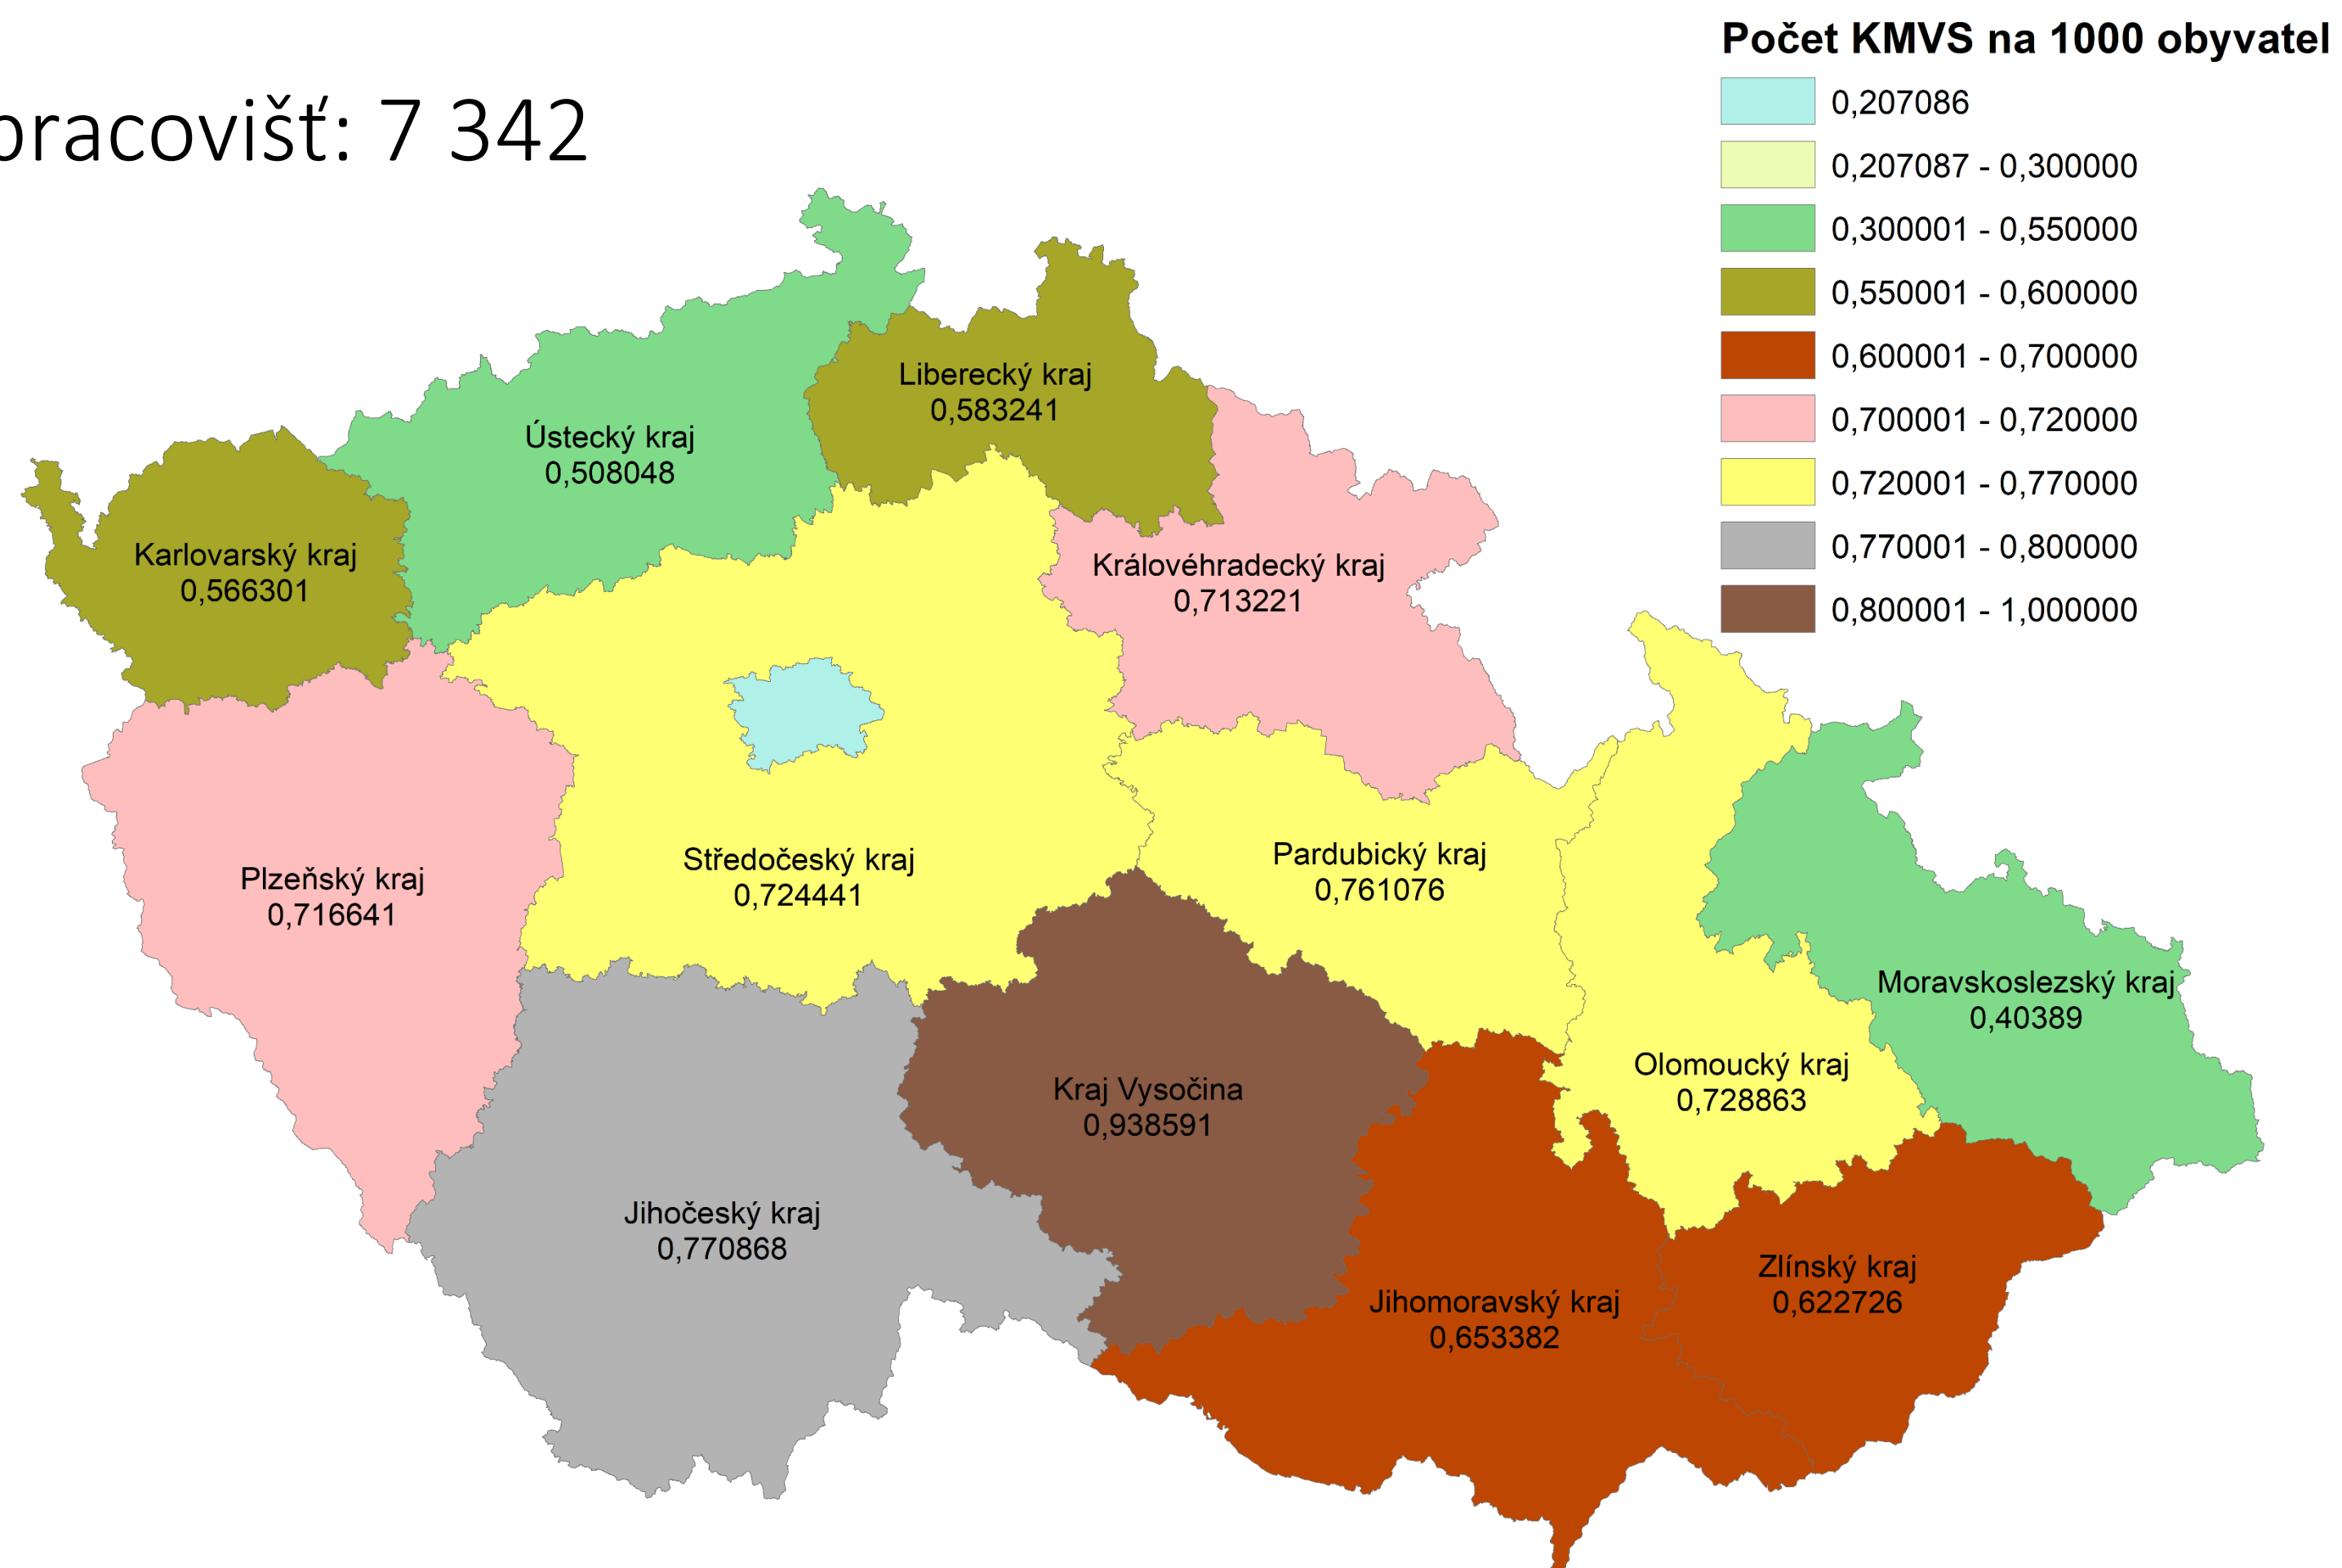 pracovišť: 7 342
Počet KMVS na 1000 obyvatel
0,207086
0,207087 - 0,300000
0,300001 - 0,550000
0,550001 - 0,600000
0,600001 - 0,700000
0,700001 - 0,720000
0,720001 - 0,770000
0,770001 - 0,800000
0,800001 - 1,000000
Liberecký kraj
0,583241
Ústecký kraj
0,508048
Karlovarský kraj
0,566301
Královéhradecký kraj
0,713221
Plzeňský kraj
0,716641
Středočeský kraj
0,724441
Pardubický kraj
0,761076
Moravskoslezský kraj
0,40389
Olomoucký kraj
0,728863
Kraj Vysočina
0,938591
Jihočeský kraj
0,770868
Zlínský kraj
0,622726
Jihomoravský kraj
0,653382